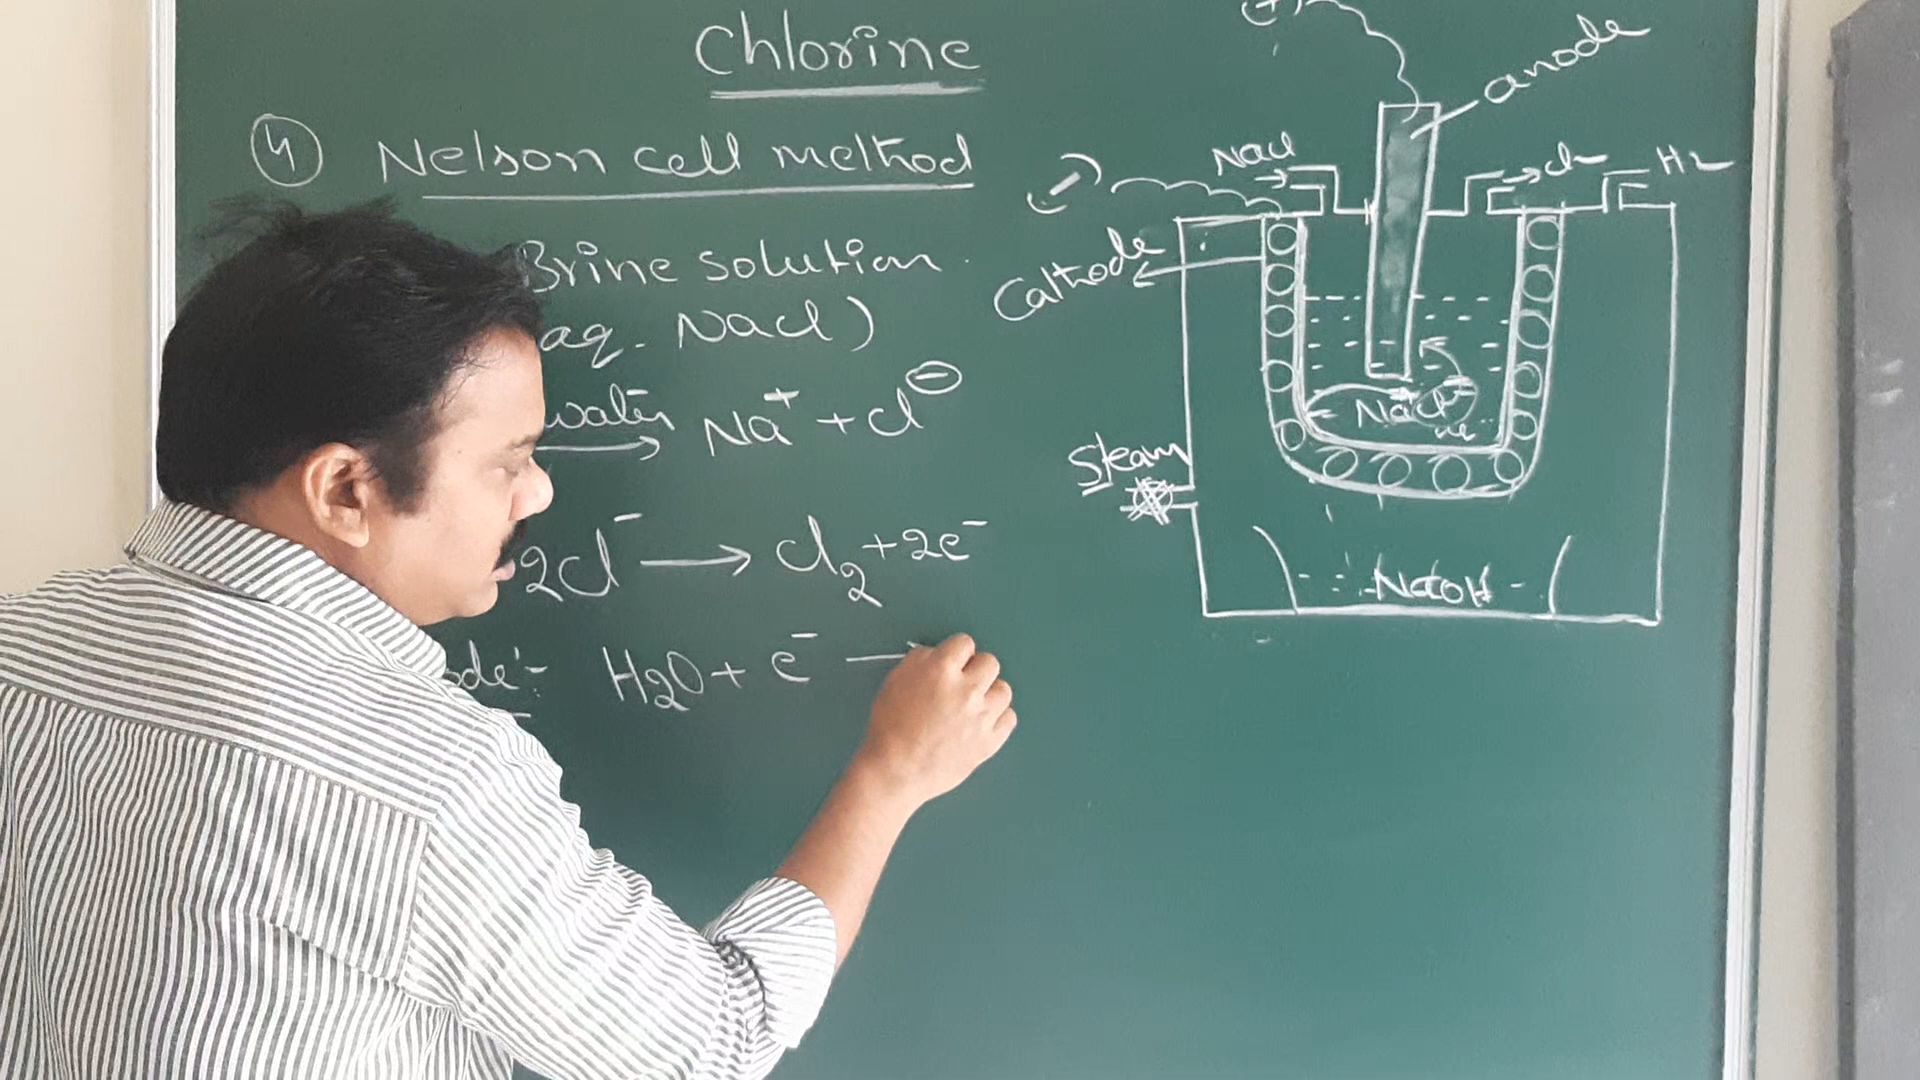 Chlorine
4 Nelson cell method
Brine solution
aq. NaCl)
water → Na⁺ + Cl⊖
2Cl⁻ → Cl₂ + 2e⁻
ode:- H₂O + e⁻ →
(+)
anode
(-)
NaCl
→ Cl₂
H₂
Cathode
NaCl
Steam
NaOH